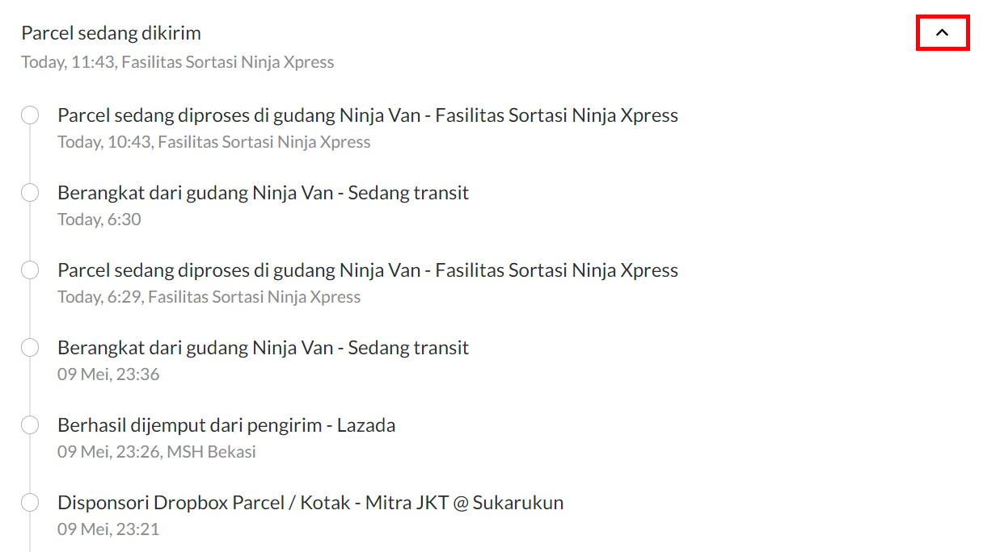 Parcel sedang dikirim
Today, 11:43, Fasilitas Sortasi Ninja Xpress
Parcel sedang diproses di gudang Ninja Van - Fasilitas Sortasi Ninja Xpress
Today, 10:43, Fasilitas Sortasi Ninja Xpress
Berangkat dari gudang Ninja Van - Sedang transit
Today, 6:30
Parcel sedang diproses di gudang Ninja Van - Fasilitas Sortasi Ninja Xpress
Today, 6:29, Fasilitas Sortasi Ninja Xpress
Berangkat dari gudang Ninja Van - Sedang transit
09 Mei, 23:36
Berhasil dijemput dari pengirim - Lazada
09 Mei, 23:26, MSH Bekasi
Disponsori Dropbox Parcel / Kotak - Mitra JKT @ Sukarukun
09 Mei, 23:21